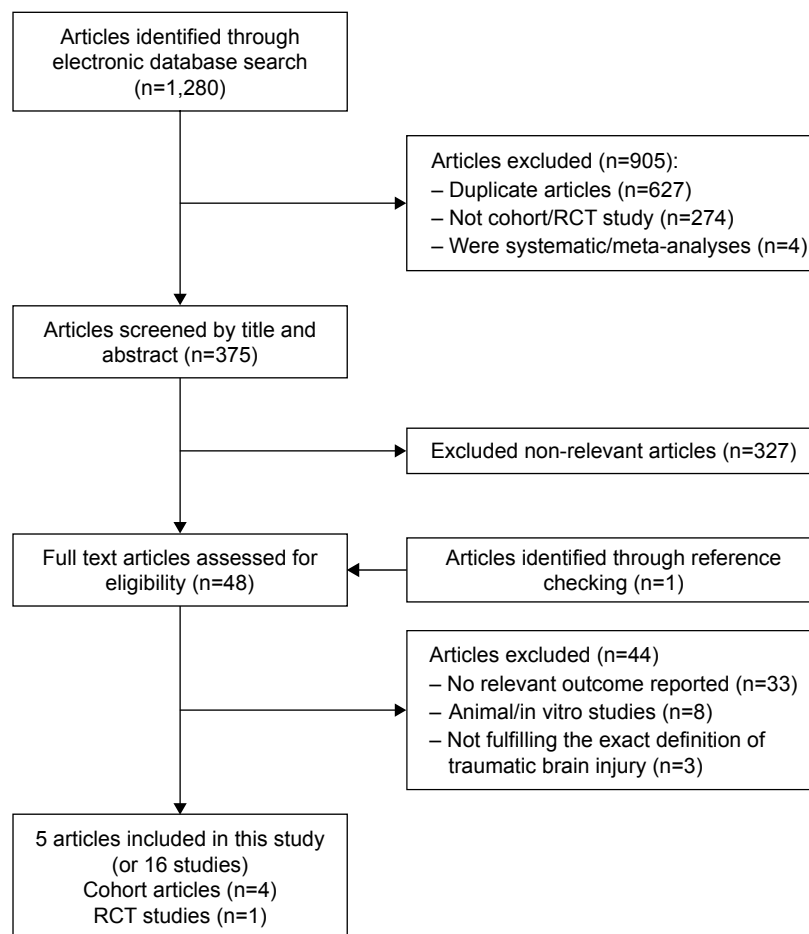 Articles identified through
electronic database search
(n=1,280)
Articles excluded (n=905):
– Duplicate articles (n=627)
– Not cohort/RCT study (n=274)
– Were systematic/meta-analyses (n=4)
Articles screened by title and
abstract (n=375)
Excluded non-relevant articles (n=327)
Full text articles assessed for
eligibility (n=48)
Articles identified through reference
checking (n=1)
Articles excluded (n=44)
– No relevant outcome reported (n=33)
– Animal/in vitro studies (n=8)
– Not fulfilling the exact definition of
traumatic brain injury (n=3)
5 articles included in this study
(or 16 studies)
Cohort articles (n=4)
RCT studies (n=1)